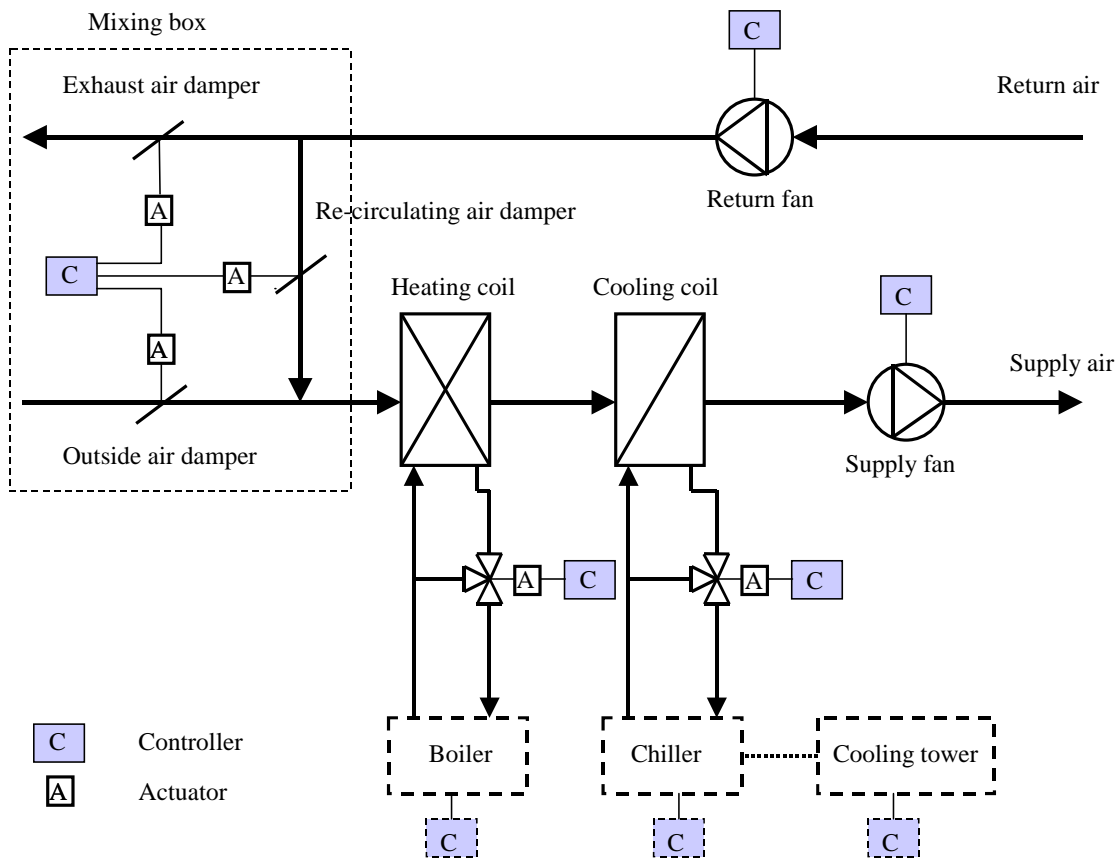 Mixing box
C
Exhaust air damper
Return air
A
Return fan
Re-circulating air damper
C
A
Heating coil
Cooling coil
C
A
Supply air
Outside air damper
Supply fan
A
C
A
C
C
Controller
Boiler
Chiller
Cooling tower
A
Actuator
C
C
C